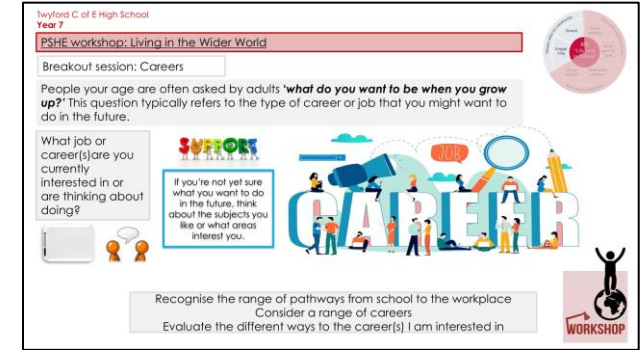 Twyford C of E High School
Year 7
PSHE workshop: Living in the Wider World
Breakout session: Careers
People your age are often asked by adults ‘what do you want to be when you grow
up?’ This question typically refers to the type of career or job that you might want to
do in the future.
What job or
career(s)are you
currently
interested in or
are thinking about
doing?
SUPPORT
If you're not yet sure
what you want to do
in the future, think
about the subjects you
like or what areas
interest you.
JOB
CAREER
Recognise the range of pathways from school to the workplace
Consider a range of careers
Evaluate the different ways to the career(s) I am interested in
WORKSHOP